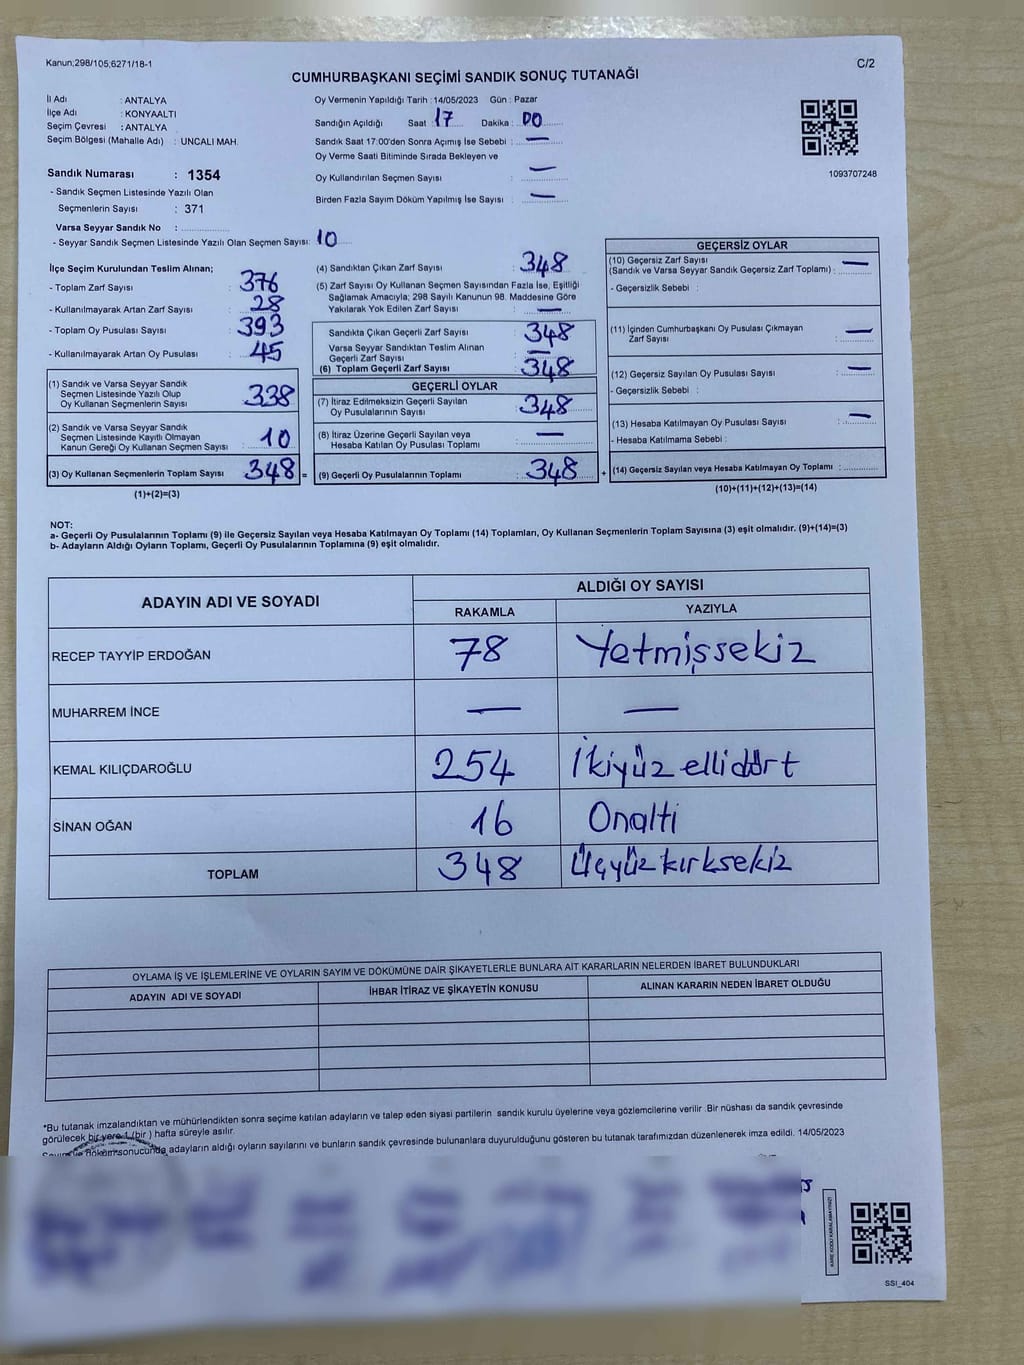 Kanun;298/105;6271/18-1
C/2
CUMHURBAŞKANI SEÇİMİ SANDIK SONUÇ TUTANAĞI
İl Adı : ANTALYA
İlçe Adı : KONYAALTI
Seçim Çevresi : ANTALYA
Seçim Bölgesi (Mahalle Adı) : UNCALI MAH.
Sandık Numarası : 1354
- Sandık Seçmen Listesinde Yazılı Olan
Seçmenlerin Sayısı : 371
Varsa Seyyar Sandık No :
- Seyyar Sandık Seçmen Listesinde Yazılı Olan Seçmen Sayısı: 10
Oy Vermenin Yapıldığı Tarih : 14/05/2023 Gün : Pazar
Sandığın Açıldığı Saat : 17 Dakika : 00
Sandık Saat 17:00'den Sonra Açımış İse Sebebi : —
Oy Verme Saati Bitiminde Sırada Bekleyen ve
Oy Kullandırılan Seçmen Sayısı : —
Birden Fazla Sayım Döküm Yapılmış İse Sayısı : —
1093707248
İlçe Seçim Kurulundan Teslim Alınan;
- Toplam Zarf Sayısı : 376
- Kullanılmayarak Artan Zarf Sayısı : 28
- Toplam Oy Pusulası Sayısı : 393
- Kullanılmayarak Artan Oy Pusulası : 45
(1) Sandık ve Varsa Seyyar Sandık
Seçmen Listesinde Yazılı Olup
Oy Kullanan Seçmenlerin Sayısı : 338
(2) Sandık ve Varsa Seyyar Sandık
Seçmen Listesinde Kayıtlı Olmayan
Kanun Gereği Oy Kullanan Seçmen Sayısı : 10
(3) Oy Kullanan Seçmenlerin Toplam Sayısı : 348 =
(1)+(2)=(3)
(4) Sandıktan Çıkan Zarf Sayısı : 348
(5) Zarf Sayısı Oy Kullanan Seçmen Sayısından Fazla İse, Eşitliği
Sağlamak Amacıyla; 298 Sayılı Kanunun 98. Maddesine Göre
Yakılarak Yok Edilen Zarf Sayısı : —
Sandıkta Çıkan Geçerli Zarf Sayısı : 348
Varsa Seyyar Sandıktan Teslim Alınan
Geçerli Zarf Sayısı : —
(6) Toplam Geçerli Zarf Sayısı : 348
GEÇERLİ OYLAR
(7) İtiraz Edilmeksizin Geçerli Sayılan
Oy Pusulalarının Sayısı : 348
(8) İtiraz Üzerine Geçerli Sayılan veya
Hesaba Katılan Oy Pusulası Toplamı : —
(9) Geçerli Oy Pusulalarının Toplamı : 348 +
GEÇERSİZ OYLAR
(10) Geçersiz Zarf Sayısı
(Sandık ve Varsa Seyyar Sandık Geçersiz Zarf Toplamı) : —
- Geçersizlik Sebebi :
(11) İçinden Cumhurbaşkanı Oy Pusulası Çıkmayan
Zarf Sayısı : —
(12) Geçersiz Sayılan Oy Pusulası Sayısı : —
- Geçersizlik Sebebi :
(13) Hesaba Katılmayan Oy Pusulası Sayısı : —
- Hesaba Katılmama Sebebi :
(14) Geçersiz Sayılan veya Hesaba Katılmayan Oy Toplamı :
(10)+(11)+(12)+(13)=(14)
NOT:
a- Geçerli Oy Pusulalarının Toplamı (9) ile Geçersiz Sayılan veya Hesaba Katılmayan Oy Toplamı (14) Toplamları, Oy Kullanan Seçmenlerin Toplam Sayısına (3) eşit olmalıdır. (9)+(14)=(3)
b- Adayların Aldığı Oyların Toplamı, Geçerli Oy Pusulalarının Toplamına (9) eşit olmalıdır.
ADAYIN ADI VE SOYADI
ALDIĞI OY SAYISI
RAKAMLA YAZIYLA
RECEP TAYYİP ERDOĞAN 78 Yetmişsekiz
MUHARREM İNCE — —
KEMAL KILIÇDAROĞLU 254 İkiyüz ellidört
SİNAN OĞAN 16 Onalti
TOPLAM 348 Üçyüz kırksekiz
OYLAMA İŞ VE İŞLEMLERİNE VE OYLARIN SAYIM VE DÖKÜMÜNE DAİR ŞİKAYETLERLE BUNLARA AİT KARARLARIN NELERDEN İBARET BULUNDUKLARI
ADAYIN ADI VE SOYADI İHBAR İTİRAZ VE ŞİKAYETİN KONUSU ALINAN KARARIN NEDEN İBARET OLDUĞU
*Bu tutanak imzalandıktan ve mühürlendikten sonra seçime katılan adayların ve talep eden siyasi partilerin sandık kurulu üyelerine veya gözlemcilerine verilir .Bir nüshası da sandık çevresinde
görülecek bir yere 1 (bir ) hafta süreyle asılır.
Sayım ve Döküm sonucunda adayların aldığı oyların sayılarını ve bunların sandık çevresinde bulunanlara duyurulduğunu gösteren bu tutanak tarafımızdan düzenlenerek imza edildi. 14/05/2023
KARE KODU KARALAMAYINIZ!
SSI_404